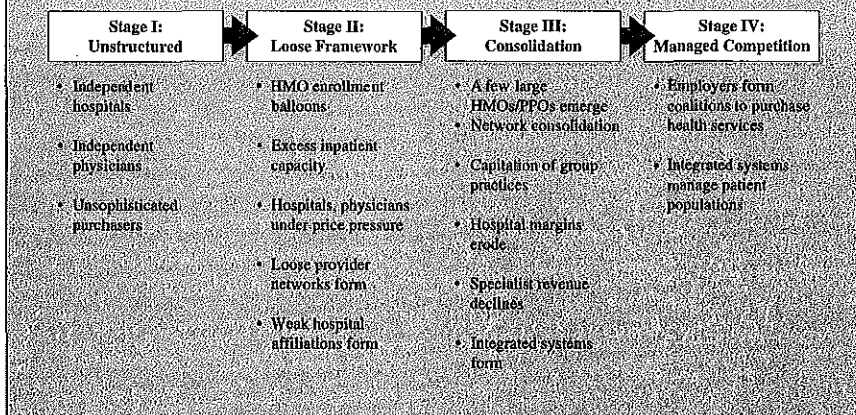 Stage I:
Unstructured
• Independent
hospitals
• Independent
physicians
• Unsophisticated
purchasers
Stage II:
Loose Framework
• HMO enrollment
balloons
• Excess inpatient
capacity
• Hospitals, physicians
under price pressure
• Loose provider
networks form
• Weak hospital
affiliations form
Stage III:
Consolidation
• A few large
HMOs/PPOs emerge
• Network consolidation
• Capitation of group
practices
• Hospital margins
erode
• Specialist revenue
declines
• Integrated systems
form
Stage IV:
Managed Competition
• Employers form
coalitions to purchase
health services
• Integrated systems
manage patient
populations